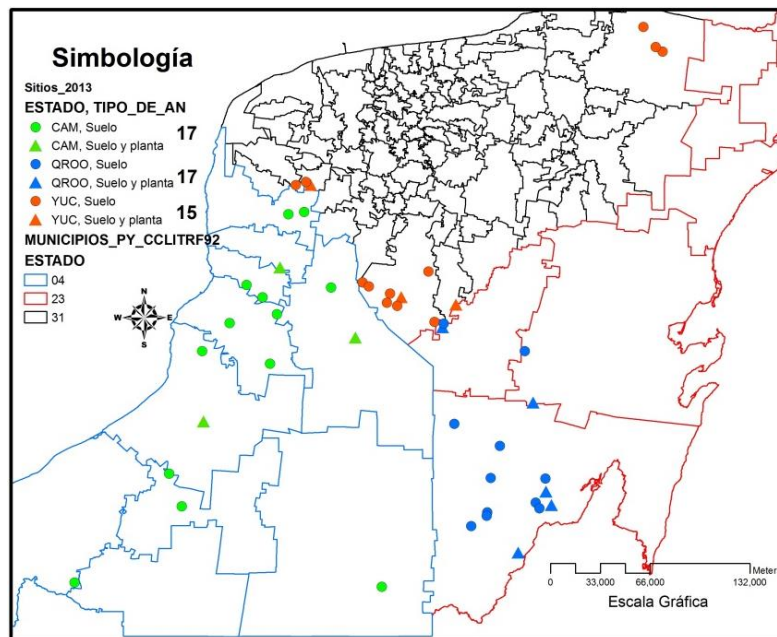 Simbología
Sitios_2013
ESTADO, TIPO_DE_AN
CAM, Suelo 17
CAM, Suelo y planta
QROO, Suelo 17
QROO, Suelo y planta
YUC, Suelo 15
YUC, Suelo y planta
MUNICIPIOS_PY_CCLITRF92
ESTADO
04
23
31
N
W E
S
Meter
0 33,000 66,000 132,000
Escala Gráfica